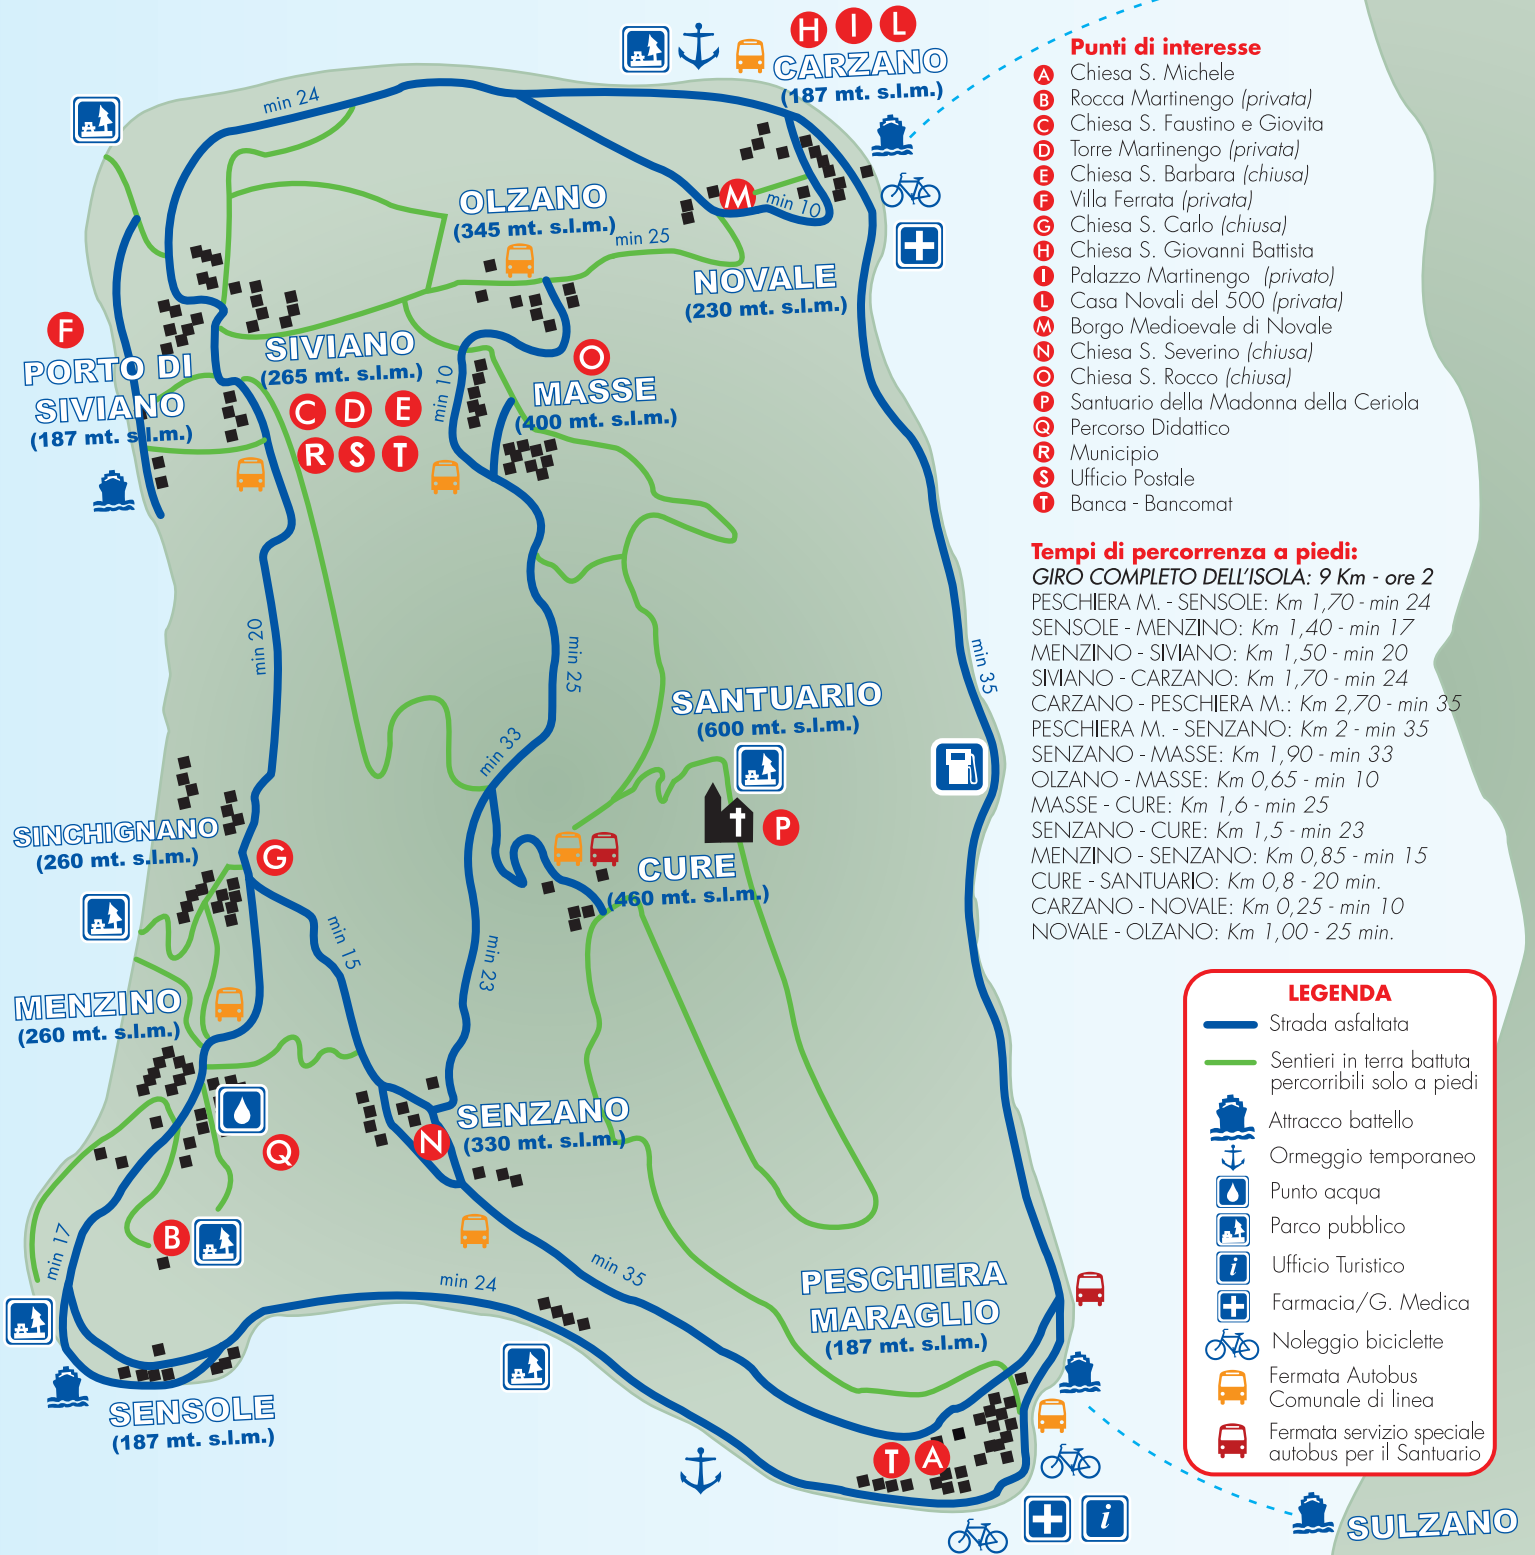 H I L
CARZANO
(187 mt. s.l.m.)
min 24
OLZANO
(345 mt. s.l.m.)
min 25
M
min 10
NOVALE
(230 mt. s.l.m.)
F
PORTO DI
SIVIANO
(187 mt. s.l.m.)
SIVIANO
(265 mt. s.l.m.)
C D E
R S T
min 10
O
MASSE
(400 mt. s.l.m.)
min 20
min 25
min 35
SANTUARIO
(600 mt. s.l.m.)
min 33
P
SINCHIGNANO
(260 mt. s.l.m.)
G
CURE
(460 mt. s.l.m.)
min 15
min 23
MENZINO
(260 mt. s.l.m.)
SENZANO
(330 mt. s.l.m.)
N
Q
B
min 17
min 24
min 35
PESCHIERA
MARAGLIO
(187 mt. s.l.m.)
SENSOLE
(187 mt. s.l.m.)
T A
i
SULZANO
Punti di interesse
A Chiesa S. Michele
B Rocca Martinengo (privata)
C Chiesa S. Faustino e Giovita
D Torre Martinengo (privata)
E Chiesa S. Barbara (chiusa)
F Villa Ferrata (privata)
G Chiesa S. Carlo (chiusa)
H Chiesa S. Giovanni Battista
I Palazzo Martinengo (privato)
L Casa Novali del 500 (privata)
M Borgo Medioevale di Novale
N Chiesa S. Severino (chiusa)
O Chiesa S. Rocco (chiusa)
P Santuario della Madonna della Ceriola
Q Percorso Didattico
R Municipio
S Ufficio Postale
T Banca - Bancomat
Tempi di percorrenza a piedi:
GIRO COMPLETO DELL'ISOLA: 9 Km - ore 2
PESCHIERA M. - SENSOLE: Km 1,70 - min 24
SENSOLE - MENZINO: Km 1,40 - min 17
MENZINO - SIVIANO: Km 1,50 - min 20
SIVIANO - CARZANO: Km 1,70 - min 24
CARZANO - PESCHIERA M.: Km 2,70 - min 35
PESCHIERA M. - SENZANO: Km 2 - min 35
SENZANO - MASSE: Km 1,90 - min 33
OLZANO - MASSE: Km 0,65 - min 10
MASSE - CURE: Km 1,6 - min 25
SENZANO - CURE: Km 1,5 - min 23
MENZINO - SENZANO: Km 0,85 - min 15
CURE - SANTUARIO: Km 0,8 - 20 min.
CARZANO - NOVALE: Km 0,25 - min 10
NOVALE - OLZANO: Km 1,00 - 25 min.
LEGENDA
Strada asfaltata
Sentieri in terra battuta
percorribili solo a piedi
Attracco battello
Ormeggio temporaneo
Punto acqua
Parco pubblico
i Ufficio Turistico
Farmacia/G. Medica
Noleggio biciclette
Fermata Autobus
Comunale di linea
Fermata servizio speciale
autobus per il Santuario